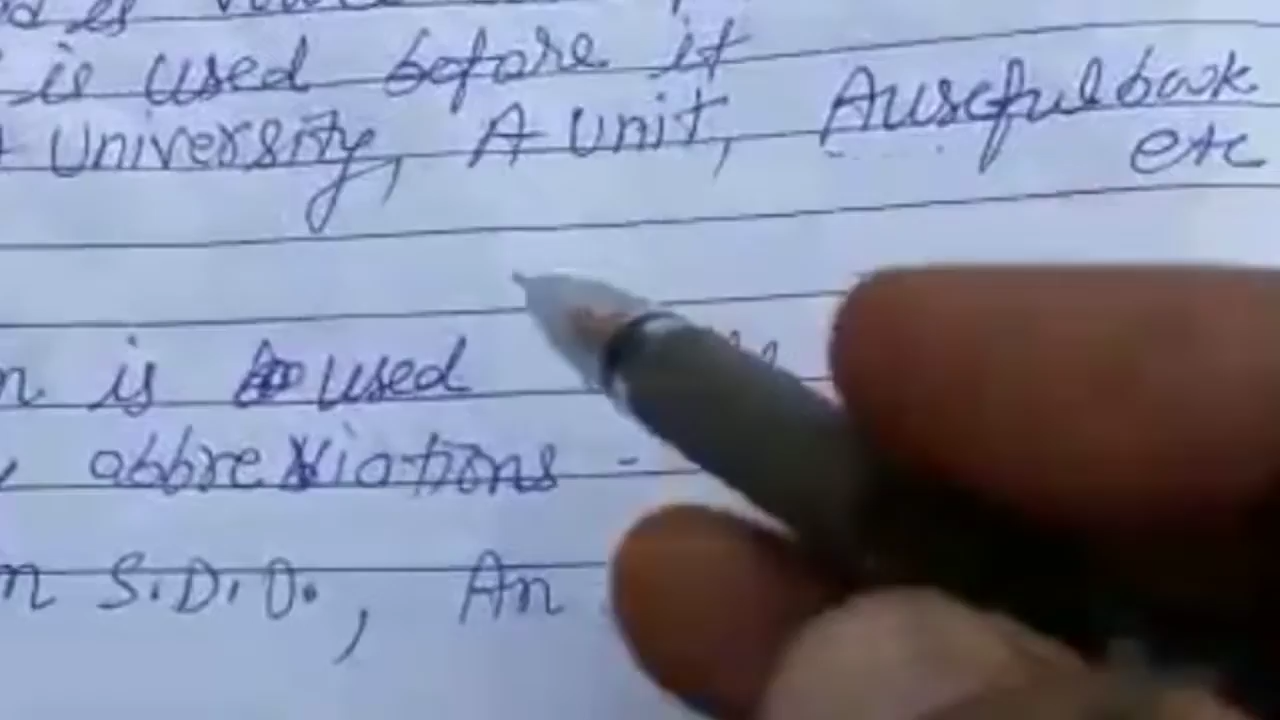 is used before it
University, A Unit, A useful book
etc
n is used
abbreviations -
n S.D.O., An